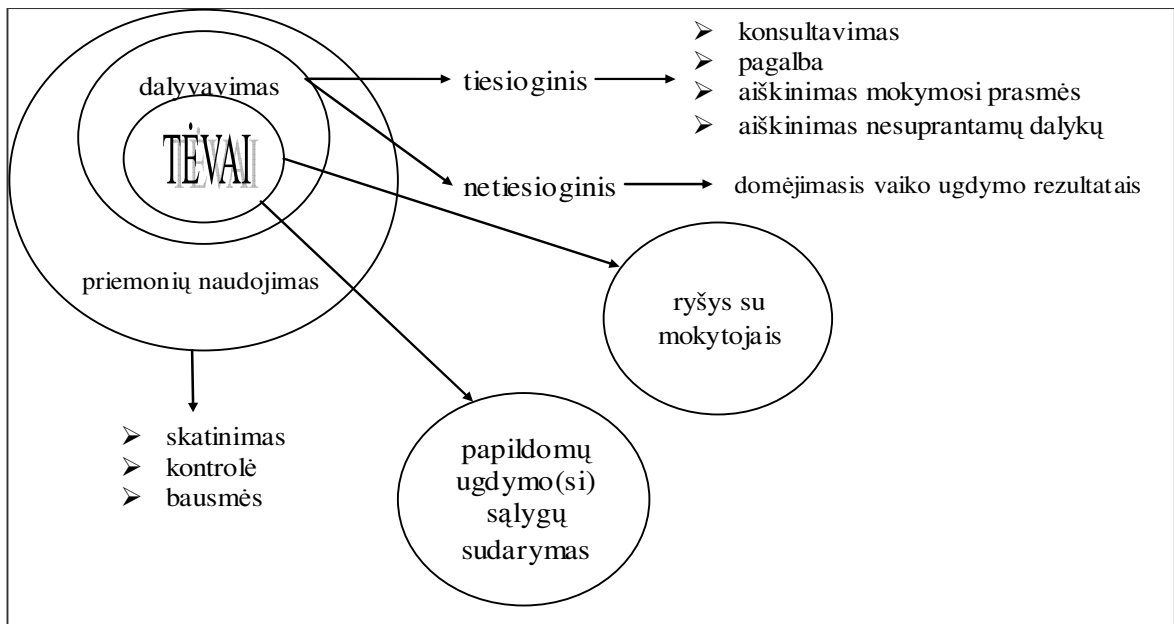 konsultavimas
pagalba
aiškinimas mokymosi prasmės
aiškinimas nesuprantamų dalykų
dalyvavimas
tiesioginis
TĖVAI
netiesioginis
domėjimasis vaiko ugdymo rezultatais
priemonių naudojimas
ryšys su
mokytojais
skatinimas
kontrolė
bausmės
papildomų
ugdymo(si)
sąlygų
sudarymas